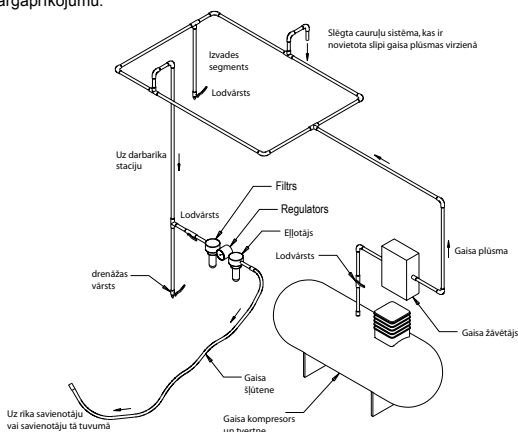 argaprīkojumu.
Slēgta cauruļu sistēma, kas ir
novietota slīpi gaisa plūsmas virzienā
Izvades
segments
Lodvārsts
Uz darbarīka
staciju
Filtrs
Lodvārsts
Regulators
Eļļotājs
Lodvārsts
Gaisa plūsma
drenāžas
vārsts
Gaisa žāvētājs
Gaisa
šļūtene
Uz rīka savienotāju
vai savienotāju tā tuvumā
Gaisa kompresors
un tvertne